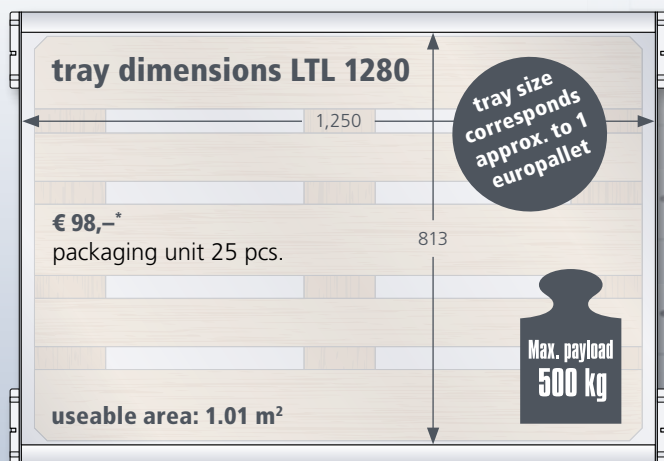 tray dimensions LTL 1280
tray size
corresponds
approx. to 1
europallet
1,250
€ 98,–*
packaging unit 25 pcs.
813
Max. payload
500 kg
useable area: 1.01 m²